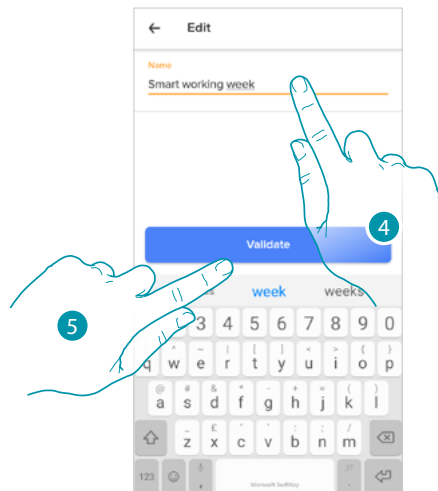 ← Edit
Name
Smart working week
4
Validate
week weeks
5
3 4 5 6 7 8 9 0
q w e r t y u i o p
a s d f g h j k l
z x c v b n m
123 , .
Microsoft SwiftKey